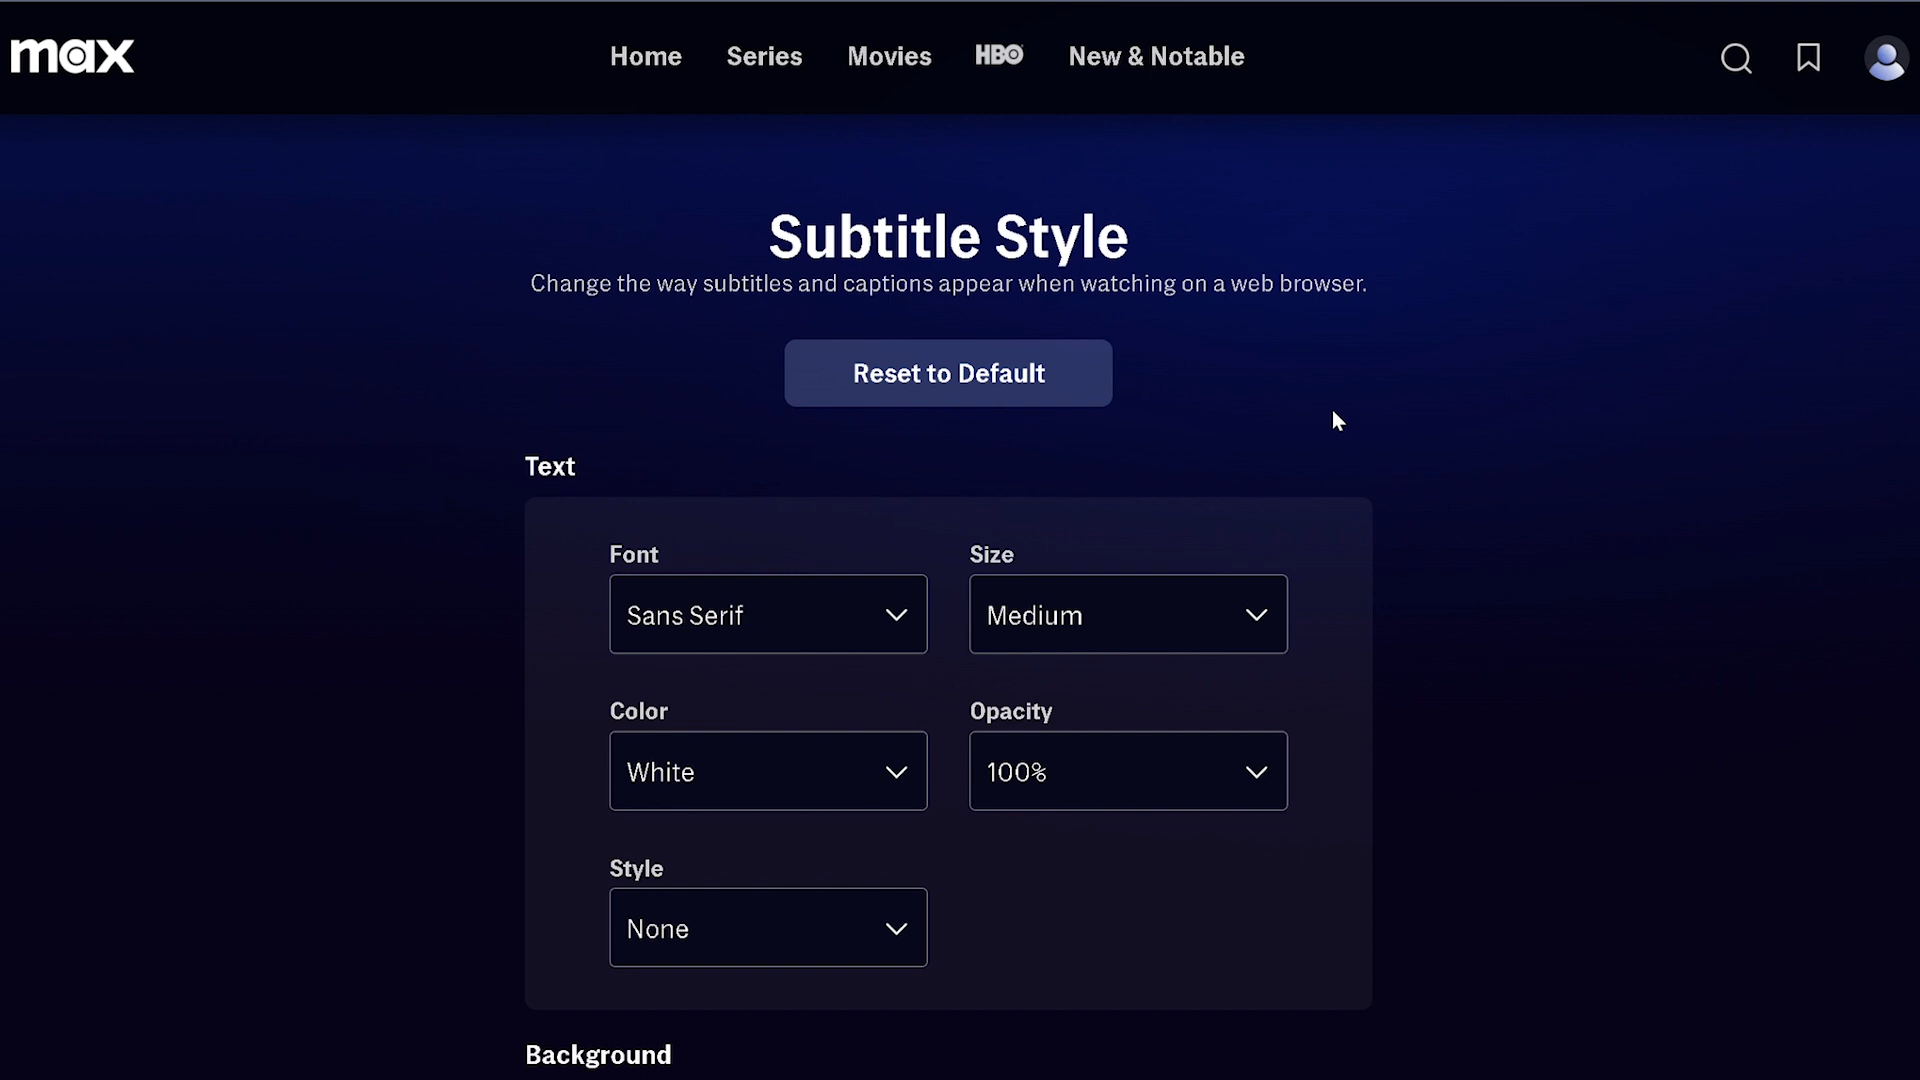 max
Home Series Movies HBO New & Notable
Subtitle Style
Change the way subtitles and captions appear when watching on a web browser.
Reset to Default
Text
Font Size
Sans Serif Medium
Color Opacity
White 100%
Style
None
Background